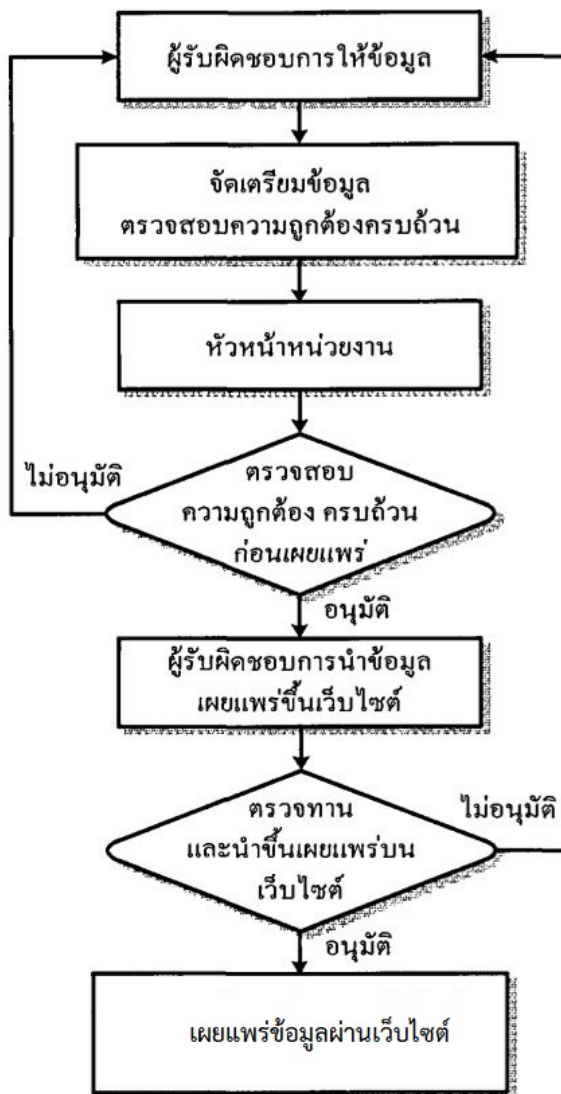 ผู้รับผิดชอบการให้ข้อมูล
จัดเตรียมข้อมูล
ตรวจสอบความถูกต้องครบถ้วน
หัวหน้าหน่วยงาน
ไม่อนุมัติ
ตรวจสอบ
ความถูกต้อง ครบถ้วน
ก่อนเผยแพร่
อนุมัติ
ผู้รับผิดชอบการนำข้อมูล
เผยแพร่ขึ้นเว็บไซต์
ตรวจทาน
และนำขึ้นเผยแพร่บน
เว็บไซต์
ไม่อนุมัติ
อนุมัติ
เผยแพร่ข้อมูลผ่านเว็บไซต์